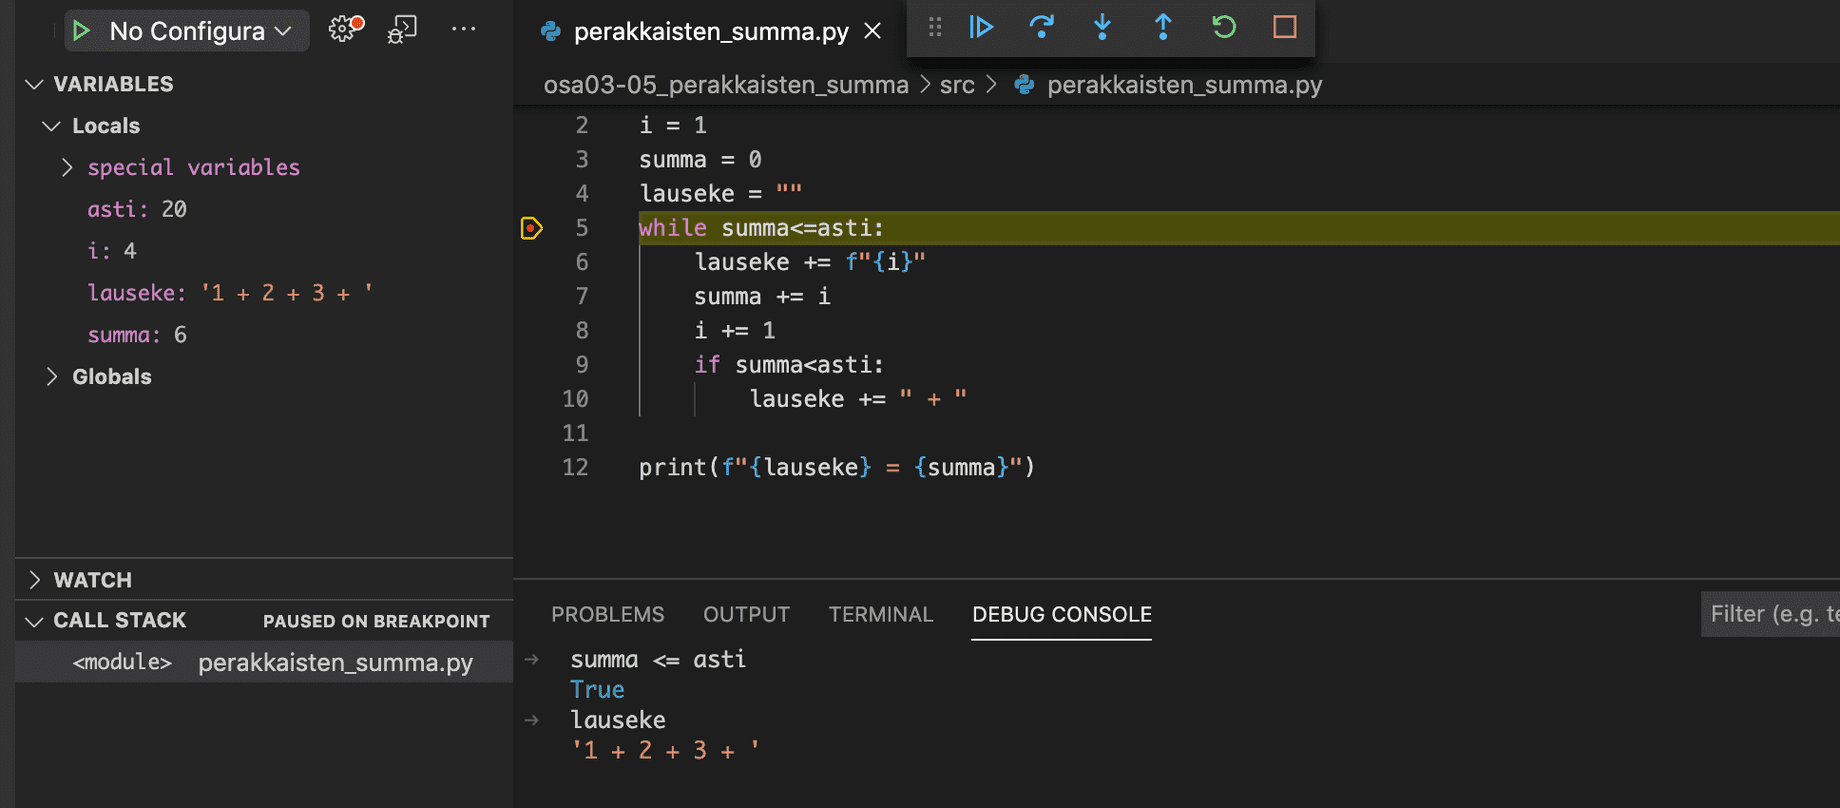 No Configura
perakkaisten_summa.py
VARIABLES
Locals
special variables
asti: 20
i: 4
lauseke: '1 + 2 + 3 + '
summa: 6
Globals
WATCH
CALL STACK PAUSED ON BREAKPOINT
<module> perakkaisten_summa.py
osa03-05_perakkaisten_summa > src > perakkaisten_summa.py
2 i = 1
3 summa = 0
4 lauseke = ""
5 while summa<=asti:
6 lauseke += f"{i}"
7 summa += i
8 i += 1
9 if summa<asti:
10 lauseke += " + "
11
12 print(f"{lauseke} = {summa}")
PROBLEMS OUTPUT TERMINAL DEBUG CONSOLE
Filter (e.g. te
→ summa <= asti
True
→ lauseke
'1 + 2 + 3 + '